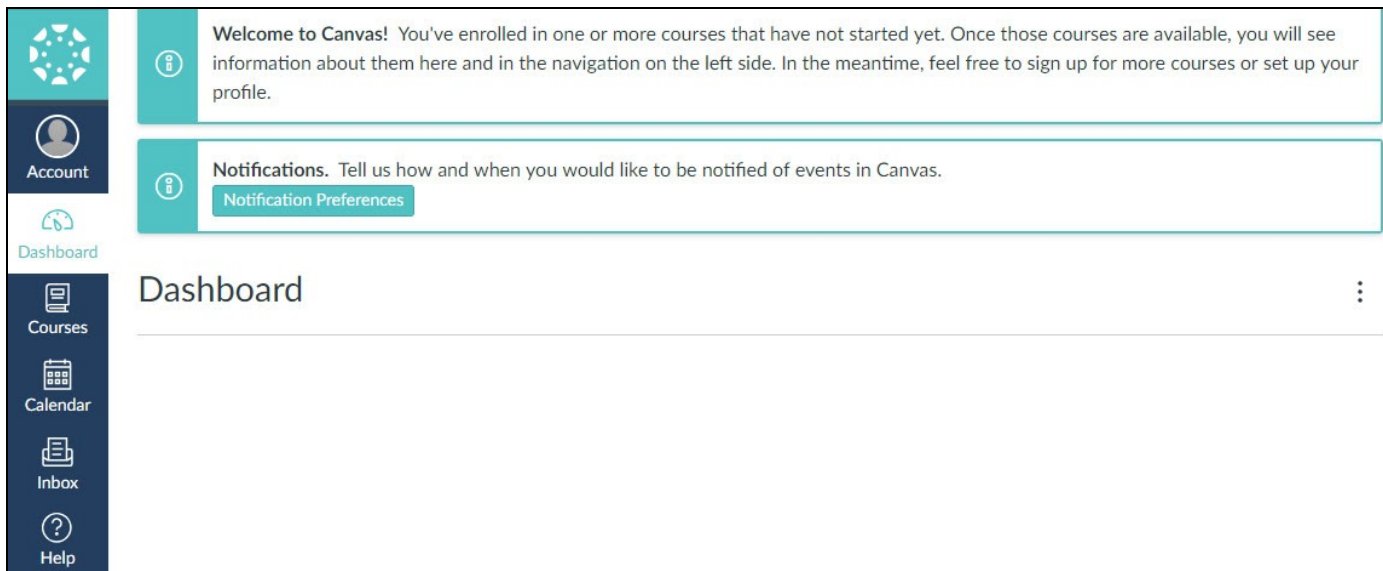 Welcome to Canvas! You've enrolled in one or more courses that have not started yet. Once those courses are available, you will see
information about them here and in the navigation on the left side. In the meantime, feel free to sign up for more courses or set up your
profile.
Account
Notifications. Tell us how and when you would like to be notified of events in Canvas.
Notification Preferences
Dashboard
Dashboard
Courses
Calendar
Inbox
Help